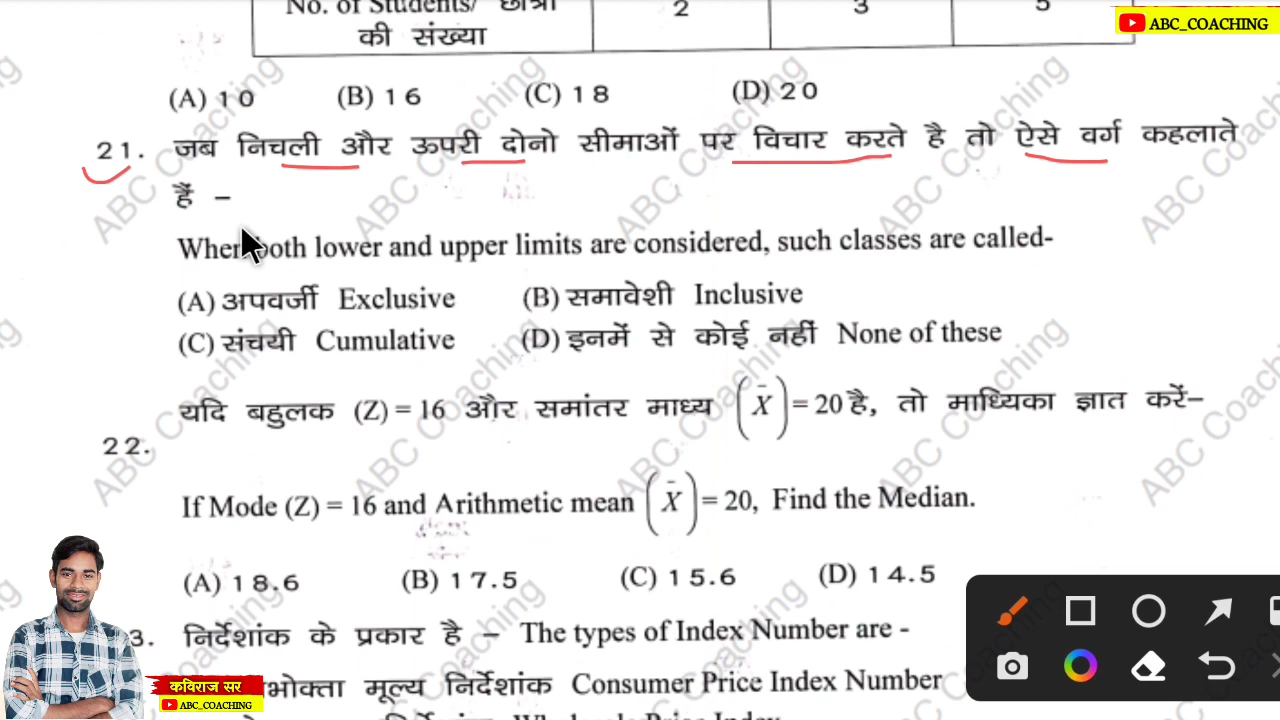 No. of Students/ छात्रों 2 3 5
की संख्या
ABC_COACHING
(A) 10 (B) 16 (C) 18 (D) 20
21. जब निचली और ऊपरी दोनो सीमाओं पर विचार करते है तो ऐसे वर्ग कहलाते
हैं –
When both lower and upper limits are considered, such classes are called-
(A) अपवर्जी Exclusive (B) समावेशी Inclusive
(C) संचयी Cumulative (D) इनमें से कोई नहीं None of these
यदि बहुलक (Z) = 16 और समांतर माध्य (X̄) = 20 है, तो माध्यिका ज्ञात करें–
22.
If Mode (Z) = 16 and Arithmetic mean (X̄) = 20, Find the Median.
(A) 18.6 (B) 17.5 (C) 15.6 (D) 14.5
3. निर्देशांक के प्रकार है – The types of Index Number are -
भोक्ता मूल्य निर्देशांक Consumer Price Index Number
कविराज सर
ABC_COACHING
ABC Coaching